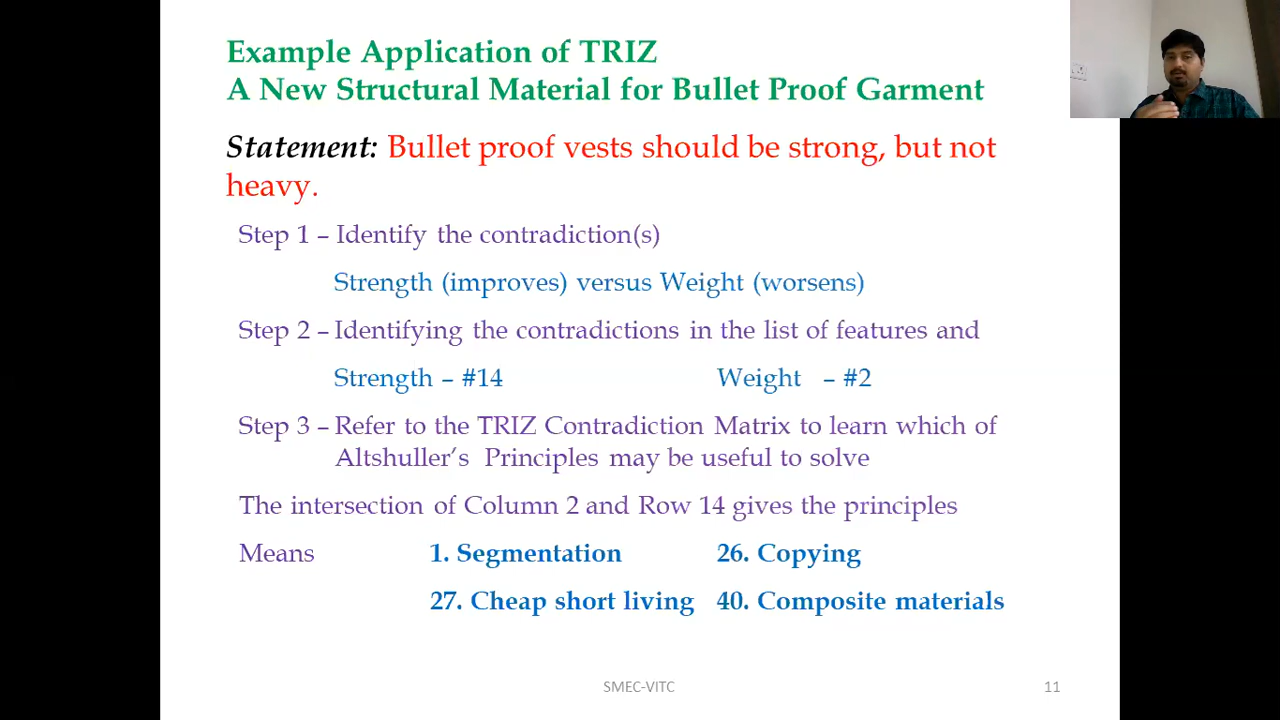 Example Application of TRIZ
A New Structural Material for Bullet Proof Garment
Statement: Bullet proof vests should be strong, but not
heavy.
Step 1 – Identify the contradiction(s)
Strength (improves) versus Weight (worsens)
Step 2 – Identifying the contradictions in the list of features and
Strength – #14 Weight – #2
Step 3 – Refer to the TRIZ Contradiction Matrix to learn which of
Altshuller’s Principles may be useful to solve
The intersection of Column 2 and Row 14 gives the principles
Means 1. Segmentation 26. Copying
27. Cheap short living 40. Composite materials
SMEC-VITC 11